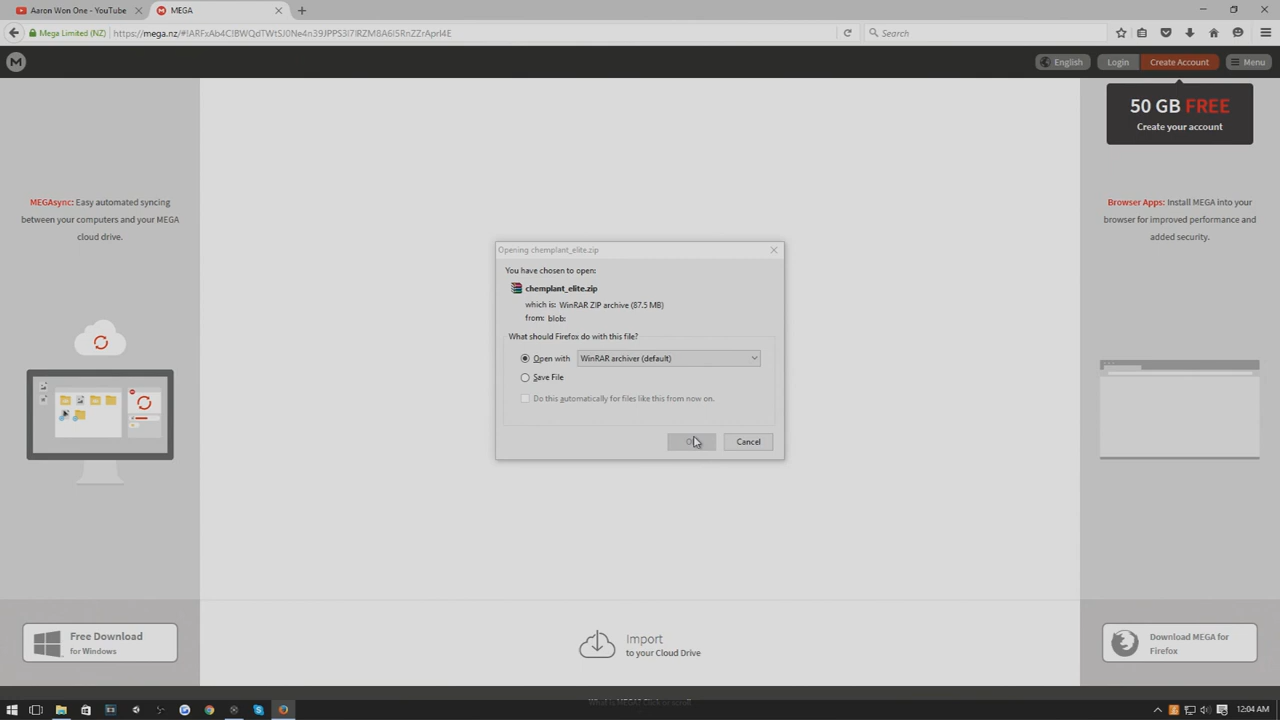 Aaron Won One - YouTube
MEGA
Mega Limited (NZ)
Search
M
English
Login
Create Account
Menu
50 GB FREE
Create your account
MEGAsync: Easy automated syncing
between your computers and your MEGA
cloud drive.
Browser Apps: Install MEGA into your
browser for improved performance and
added security.
Opening chemplant_elite.zip
You have chosen to open:
chemplant_elite.zip
which is: WinRAR ZIP archive (87.5 MB)
from: blob:
What should Firefox do with this file?
Open with
WinRAR archiver (default)
Save File
Do this automatically for files like this from now on.
Cancel
Free Download
for Windows
Import
to your Cloud Drive
Download MEGA for
Firefox
12:04 AM